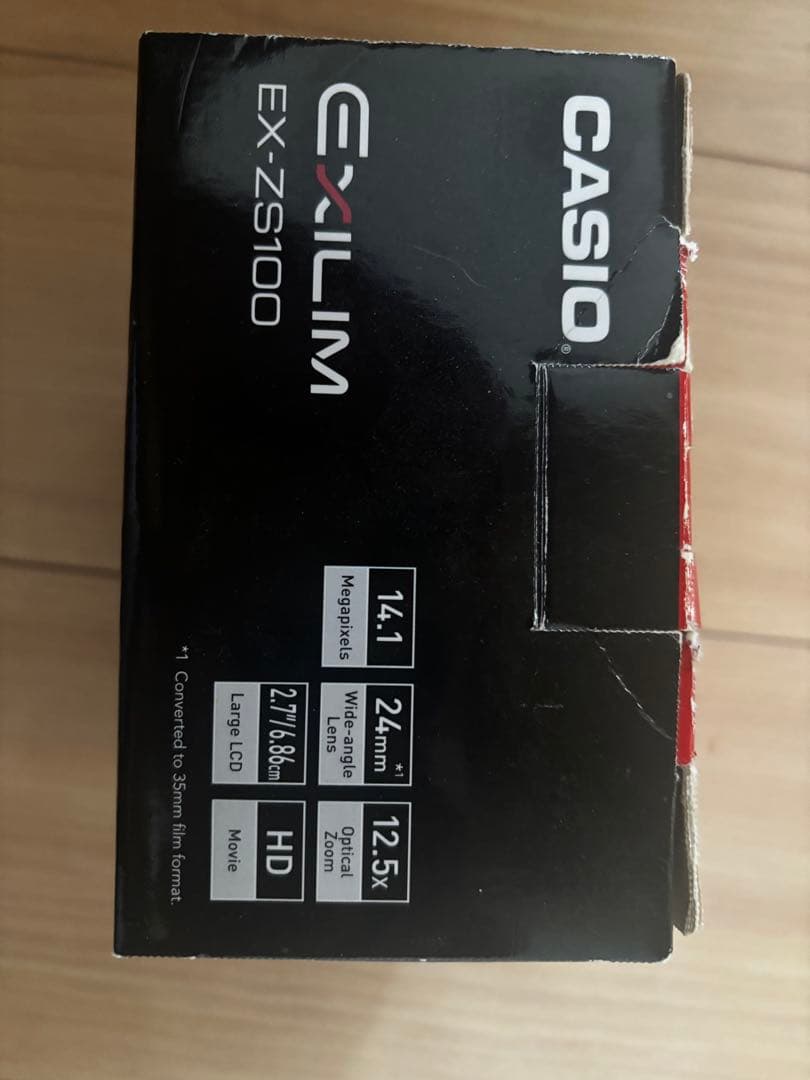 CASIO®
EXILIM
EX-ZS100
14.1
Megapixels
24mm *1
Wide-angle
Lens
12.5x
Optical
Zoom
2.7"/6.86cm
Large LCD
HD
Movie
*1 Converted to 35mm film format.